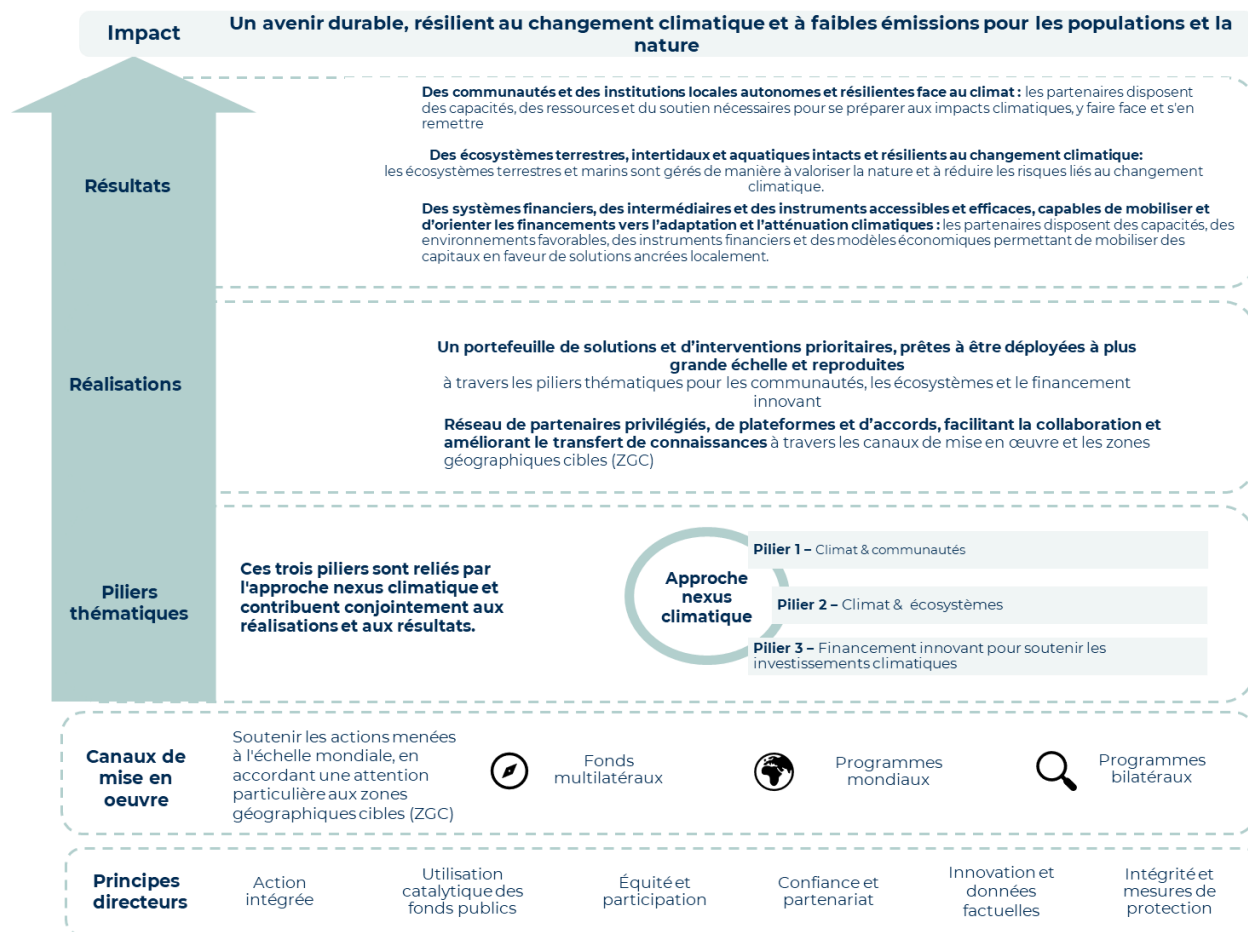 Impact
Un avenir durable, résilient au changement climatique et à faibles émissions pour les populations et la
nature
Résultats
Des communautés et des institutions locales autonomes et résilientes face au climat : les partenaires disposent
des capacités, des ressources et du soutien nécessaires pour se préparer aux impacts climatiques, y faire face et s'en
remettre
Des écosystèmes terrestres, intertidaux et aquatiques intacts et résilients au changement climatique:
les écosystèmes terrestres et marins sont gérés de manière à valoriser la nature et à réduire les risques liés au changement
climatique.
Des systèmes financiers, des intermédiaires et des instruments accessibles et efficaces, capables de mobiliser et
d’orienter les financements vers l’adaptation et l’atténuation climatiques : les partenaires disposent des capacités, des
environnements favorables, des instruments financiers et des modèles économiques permettant de mobiliser des
capitaux en faveur de solutions ancrées localement.
Réalisations
Un portefeuille de solutions et d’interventions prioritaires, prêtes à être déployées à plus
grande échelle et reproduites
à travers les piliers thématiques pour les communautés, les écosystèmes et le financement
innovant
Réseau de partenaires privilégiés, de plateformes et d’accords, facilitant la collaboration et
améliorant le transfert de connaissances à travers les canaux de mise en œuvre et les zones
géographiques cibles (ZGC)
Piliers
thématiques
Ces trois piliers sont reliés par
l'approche nexus climatique et
contribuent conjointement aux
réalisations et aux résultats.
Approche
nexus
climatique
Pilier 1 – Climat & communautés
Pilier 2 – Climat & écosystèmes
Pilier 3 – Financement innovant pour soutenir les
investissements climatiques
Canaux de
mise en
oeuvre
Soutenir les actions menées
à l'échelle mondiale, en
accordant une attention
particulière aux zones
géographiques cibles (ZGC)
Fonds
multilatéraux
Programmes
mondiaux
Programmes
bilatéraux
Principes
directeurs
Action
intégrée
Utilisation
catalytique des
fonds publics
Équité et
participation
Confiance et
partenariat
Innovation et
données
factuelles
Intégrité et
mesures de
protection